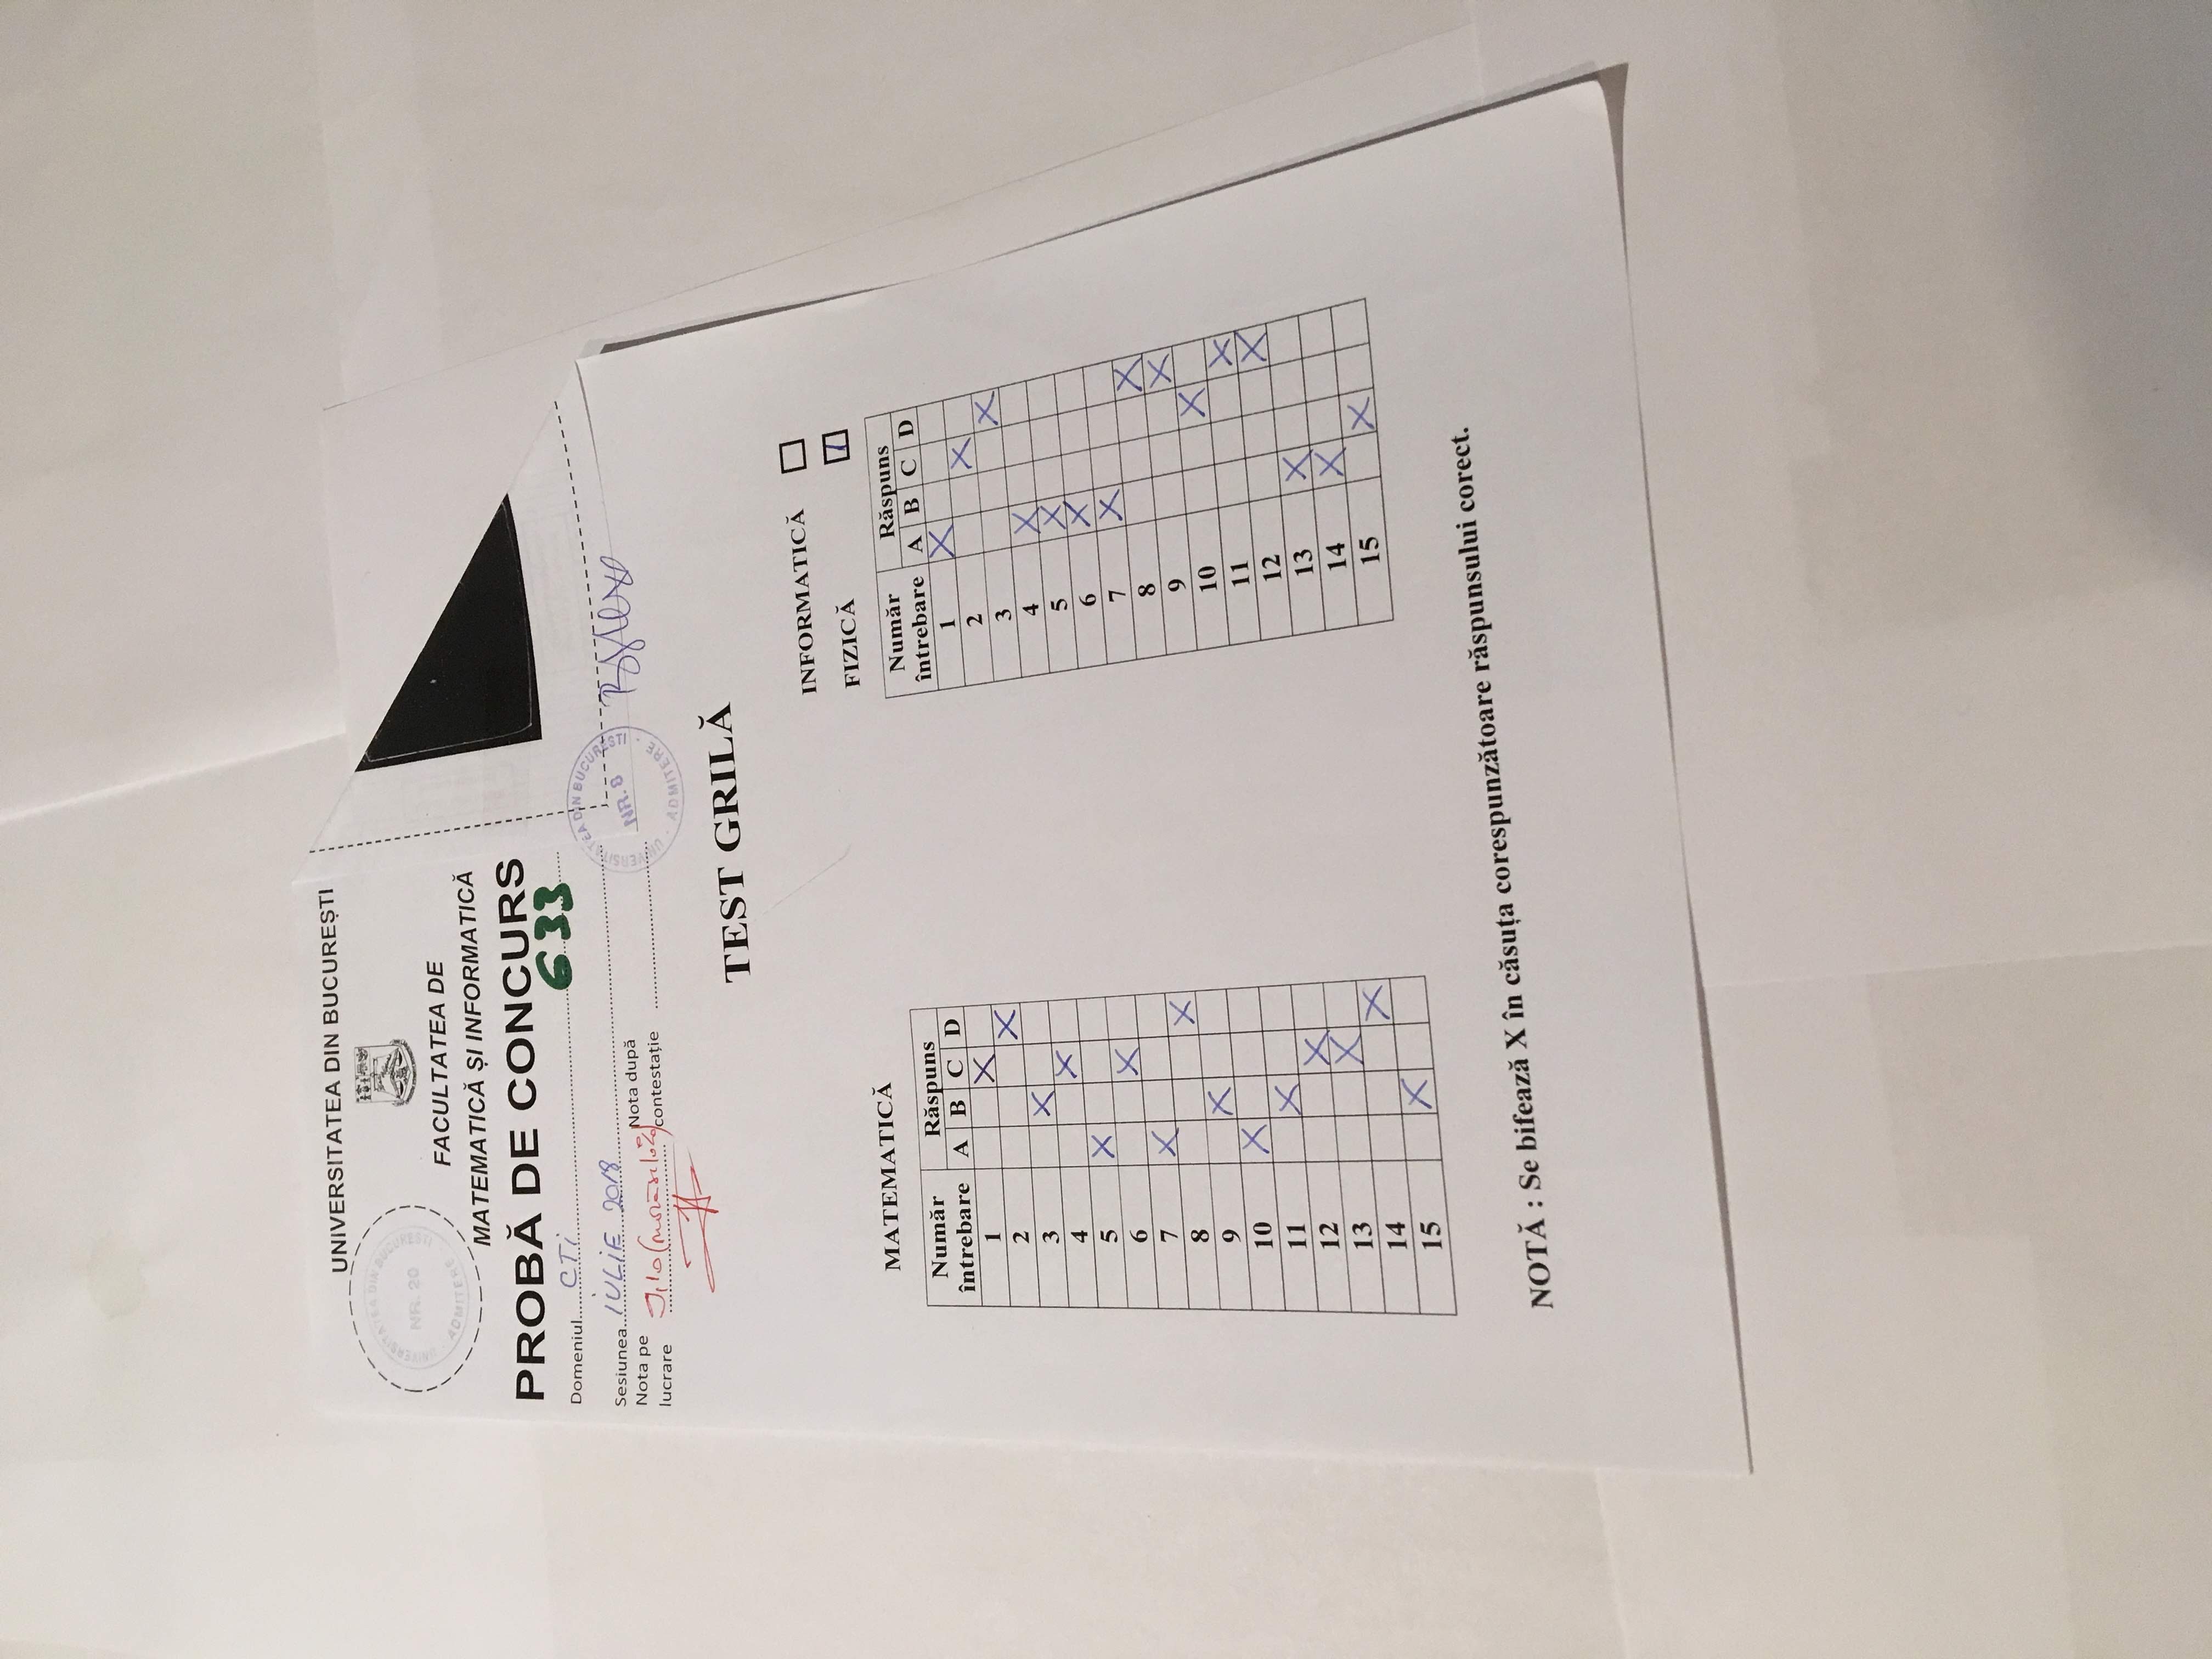 UNIVERSITATEA DIN BUCUREȘTI
UNIVERSITATEA DIN BUCUREȘTI
NR. 20
ADMITERE
FACULTATEA DE
MATEMATICĂ ȘI INFORMATICĂ
PROBĂ DE CONCURS
633
Domeniul CTi
Sesiunea IULIE 2018
Nota pe lucrare
Nota după contestație
UNIVERSITATEA DIN BUCUREȘTI
NR. 8
ADMITERE
TEST GRILĂ
INFORMATICĂ
FIZICĂ
MATEMATICĂ
Număr întrebare Răspuns
A B C D
1 X
2 X
3 X
4 X
5 X
6 X
7 X
8 X
9 X
10 X
11 X
12 X
13 X
14 X
15 X
Număr întrebare Răspuns
A B C D
1 X
2 X
3 X
4 X
5 X
6 X
7 X
8 X
9 X
10 X
11 X
12 X
13 X
14 X
15 X
NOTĂ : Se bifează X în căsuța corespunzătoare răspunsului corect.